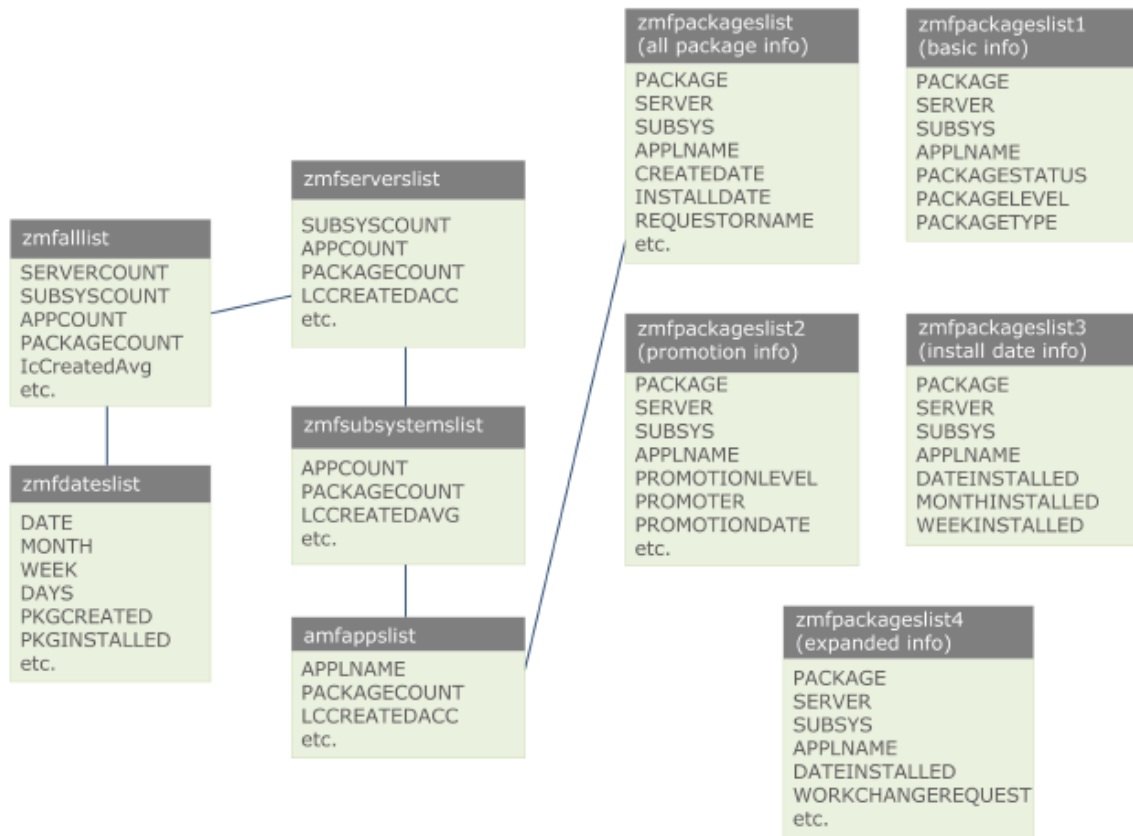 zmfalllist
SERVERCOUNT
SUBSYSCOUNT
APPCOUNT
PACKAGECOUNT
IcCreatedAvg
etc.
zmfdateslist
DATE
MONTH
WEEK
DAYS
PKGCREATED
PKGINSTALLED
etc.
zmfserverslist
SUBSYSCOUNT
APPCOUNT
PACKAGECOUNT
LCCREATEDACC
etc.
zmfsubsystemslist
APPCOUNT
PACKAGECOUNT
LCCREATEDAVG
etc.
amfappslist
APPLNAME
PACKAGECOUNT
LCCREATEDACC
etc.
zmfpackageslist
(all package info)
PACKAGE
SERVER
SUBSYS
APPLNAME
CREATEDATE
INSTALLDATE
REQUESTORNAME
etc.
zmfpackageslist1
(basic info)
PACKAGE
SERVER
SUBSYS
APPLNAME
PACKAGESTATUS
PACKAGELEVEL
PACKAGETYPE
zmfpackageslist2
(promotion info)
PACKAGE
SERVER
SUBSYS
APPLNAME
PROMOTIONLEVEL
PROMOTER
PROMOTIONDATE
etc.
zmfpackageslist3
(install date info)
PACKAGE
SERVER
SUBSYS
APPLNAME
DATEINSTALLED
MONTHINSTALLED
WEEKINSTALLED
zmfpackageslist4
(expanded info)
PACKAGE
SERVER
SUBSYS
APPLNAME
DATEINSTALLED
WORKCHANGEREQUEST
etc.